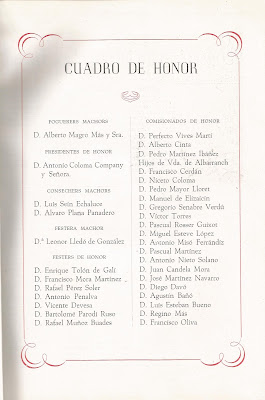 CUADRO DE HONOR
FOGUERERS MACHORS
D. Alberto Magro Más y Sra.
PRESIDENTES DE HONOR
D. Antonio Coloma Company
y Señora.
CONSECHERS MACHORS
D. Luis Sein Echaluce
D. Alvaro Plana Panadero
FESTERA MACHOR
D.ª Leonor Lledó de González
FESTERS DE HONOR
D. Enrique Tolón de Galí
D. Francisco Mora Martínez
D. Rafael Pérez Soler
D. Antonio Penalva
D. Vicente Devesa
D. Bartolomé Parodi Ruso
D. Rafael Muñoz Buades
COMISIONADOS DE HONOR
D. Perfecto Vives Martí
D. Alberto Cinta
D. Pedro Martínez Ibáñez
Hijos de Vda. de Albarranch
D. Francisco Cerdán
D. Nicero Coloma
D. Pedro Mayor Lloret
D. Manuel de Elizaicin
D. Gregorio Senabre Verdú
D. Víctor Torres
D. Pascual Rosser Guixot
D. Miguel Esteve López
D. Antonio Misó Ferrándiz
D. Pascual Martínez
D. Antonio Nieto Solano
D. Juan Candela Mora
D. José Martínez Navarro
D. Diego Davó
D. Agustín Bañó
D. Luis Esteban Bueno
D. Regino Más
D. Francisco Oliva